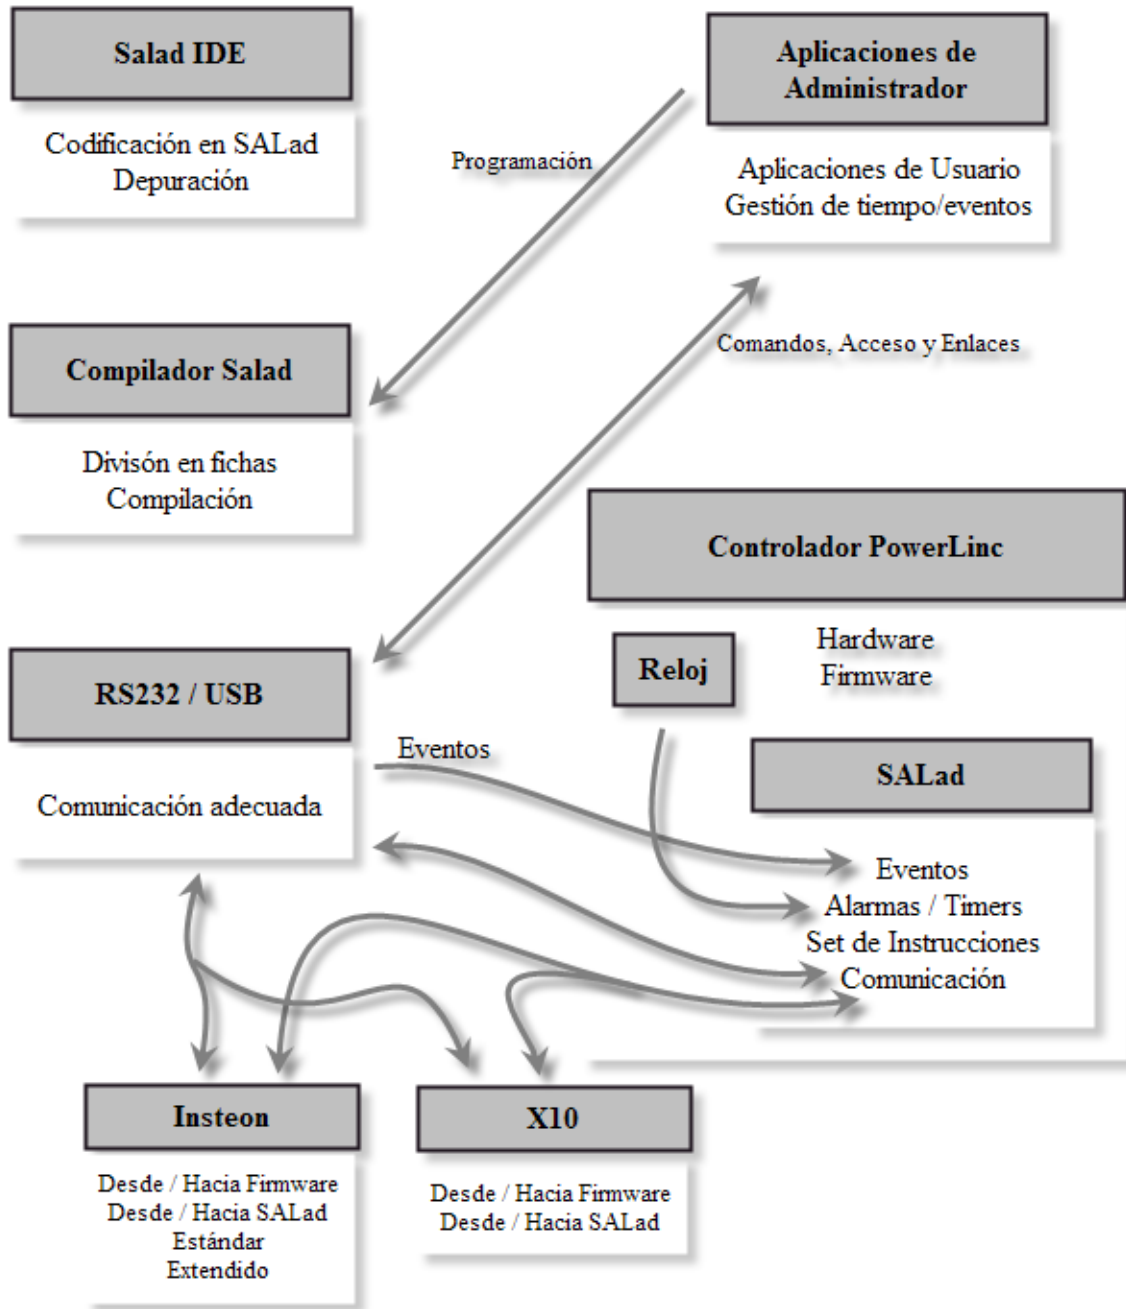 Salad IDE
Codificación en SALad
Depuración
Aplicaciones de
Administrador
Aplicaciones de Usuario
Gestión de tiempo/eventos
Programación
Compilador Salad
Divisón en fichas
Compilación
Comandos, Acceso y Enlaces
Controlador PowerLinc
Hardware
Firmware
Reloj
RS232 / USB
Comunicación adecuada
Eventos
SALad
Eventos
Alarmas / Timers
Set de Instrucciones
Comunicación
Insteon
Desde / Hacia Firmware
Desde / Hacia SALad
Estándar
Extendido
X10
Desde / Hacia Firmware
Desde / Hacia SALad